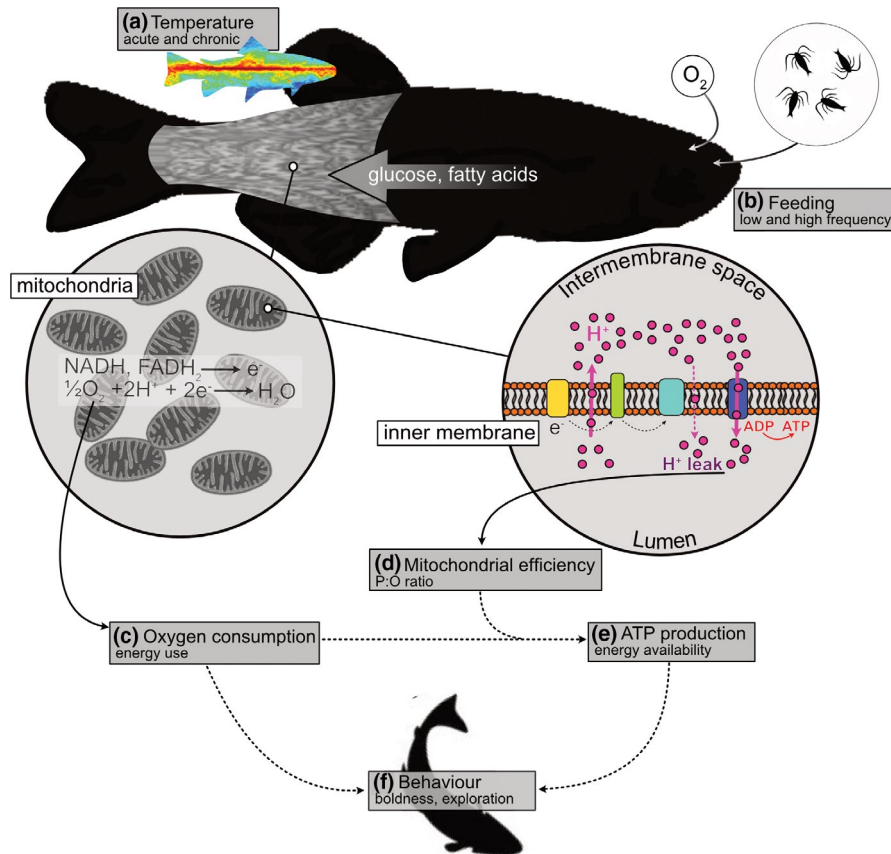 (a) Temperature
acute and chronic
O₂
glucose, fatty acids
(b) Feeding
low and high frequency
mitochondria
NADH, FADH₂ → e⁻
½O₂ +2H⁺ + 2e⁻ → H₂O
Intermembrane space
H⁺
inner membrane
e⁻
ADP ATP
H⁺ leak
Lumen
(d) Mitochondrial efficiency
P:O ratio
(c) Oxygen consumption
energy use
(e) ATP production
energy availability
(f) Behaviour
boldness, exploration